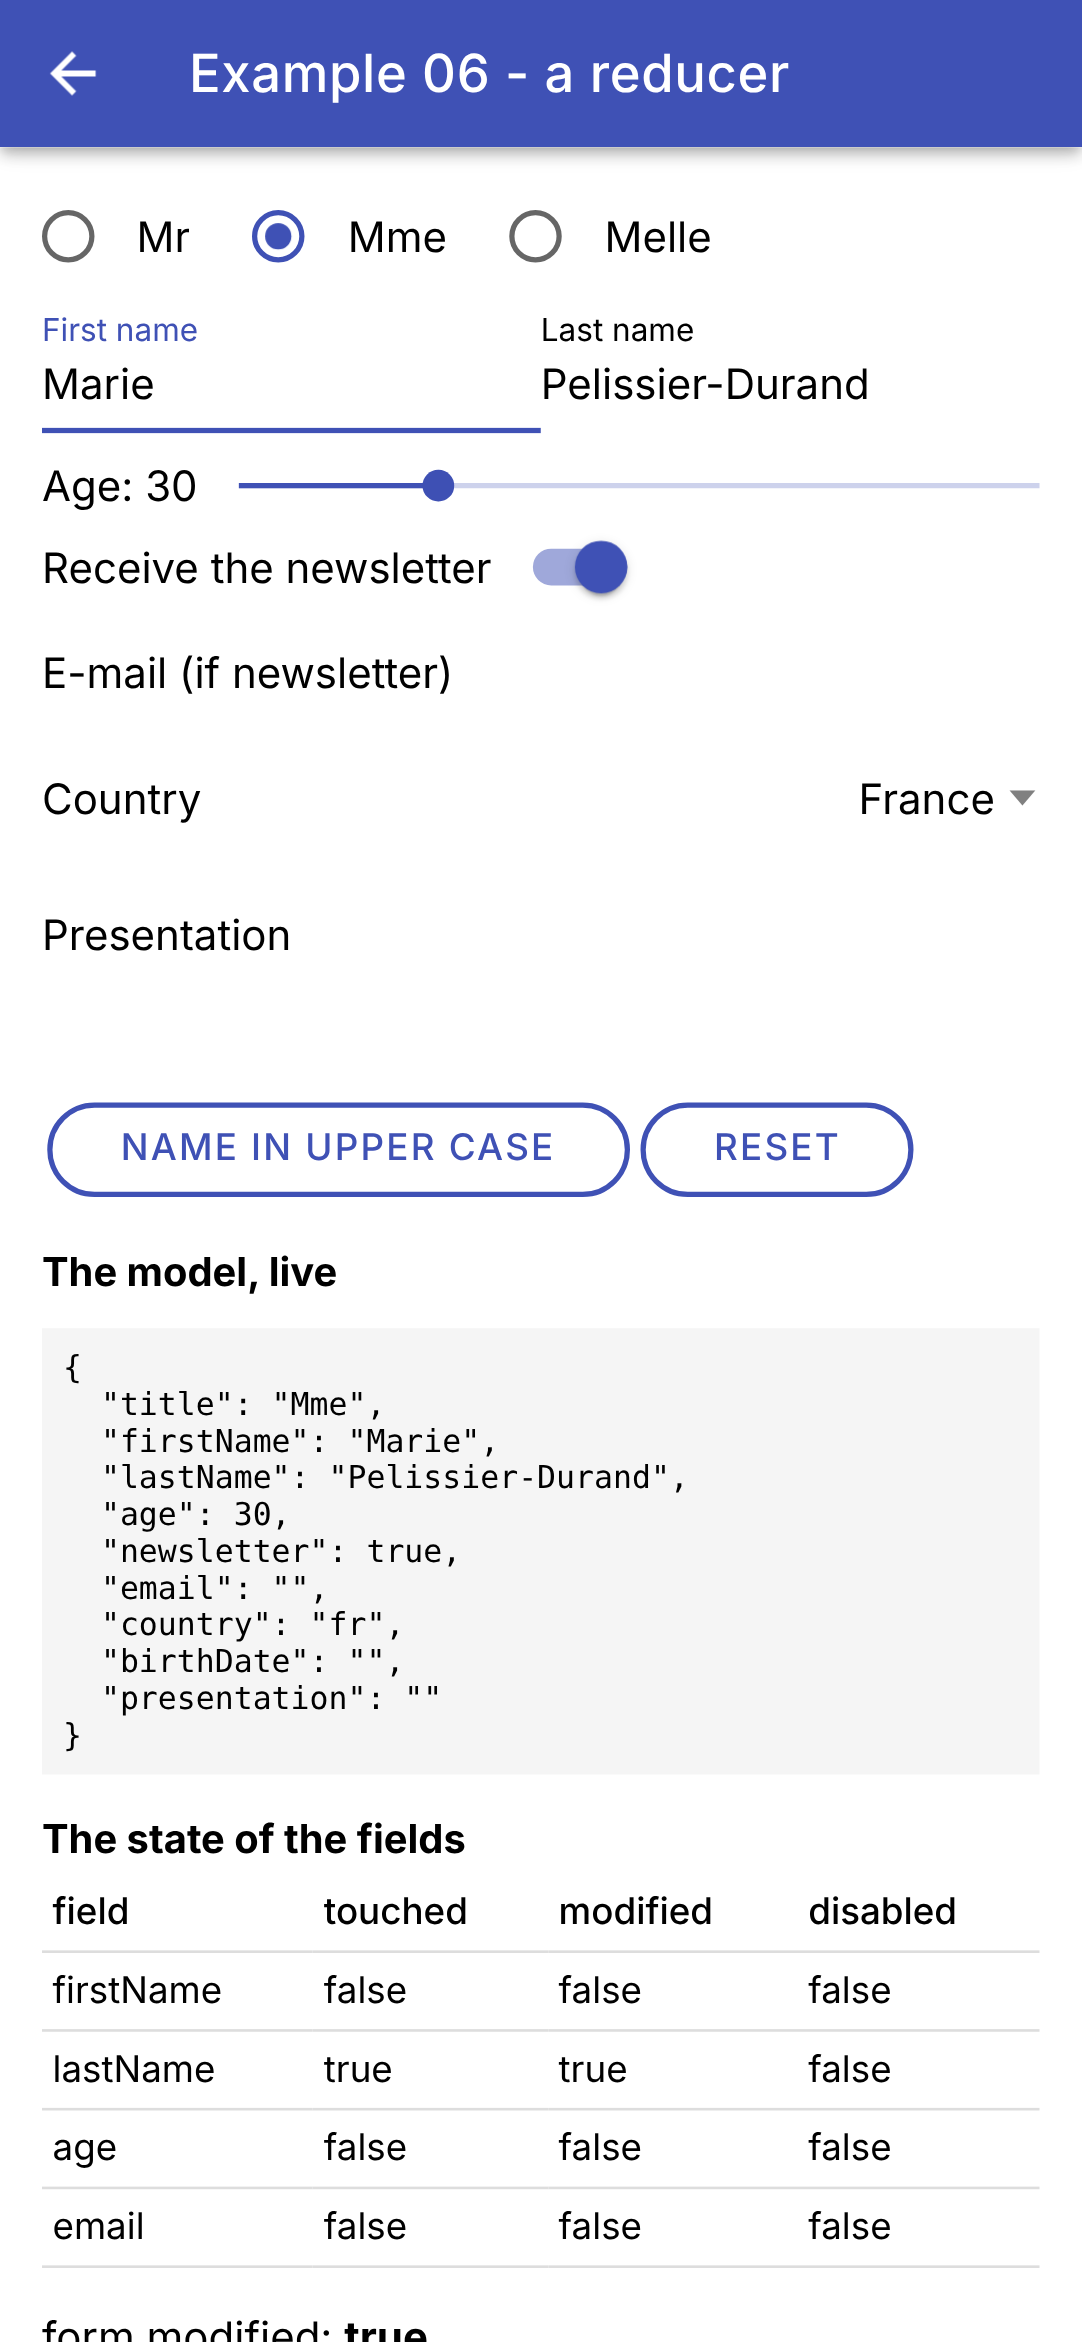 Example 06 - a reducer
Mr Mme Melle
First name Last name
Marie Pelissier-Durand
Age: 30
Receive the newsletter
E-mail (if newsletter)
Country France
Presentation
NAME IN UPPER CASE RESET
The model, live
{
  "title": "Mme",
  "firstName": "Marie",
  "lastName": "Pelissier-Durand",
  "age": 30,
  "newsletter": true,
  "email": "",
  "country": "fr",
  "birthDate": "",
  "presentation": ""
}
The state of the fields
field touched modified disabled
firstName false false false
lastName true true false
age false false false
email false false false
form modified: true